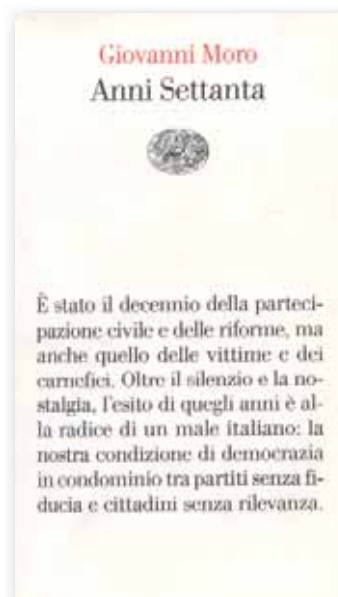 Giovanni Moro
Anni Settanta
È stato il decennio della parteci-
pazione civile e delle riforme, ma
anche quello delle vittime e dei
carnefici. Oltre il silenzio e la no-
stalgia, l'esito di quegli anni è al-
la radice di un male italiano: la
nostra condizione di democrazia
in condominio tra partiti senza fi-
ducia e cittadini senza rilevanza.